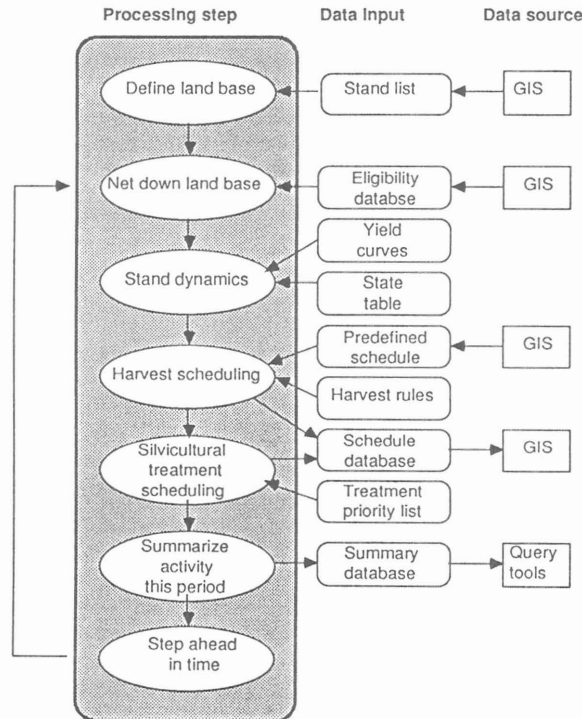 Processing step Data input Data source
Define land base Stand list GIS
Net down land base Eligibility GIS
databse
Yield
curves
Stand dynamics State
table
Predefined GIS
schedule
Harvest scheduling
Harvest rules
Silvicultural Schedule GIS
treatment database
scheduling
Treatment
priority list
Summarize Summary Query
activity database tools
this period
Step ahead
in time